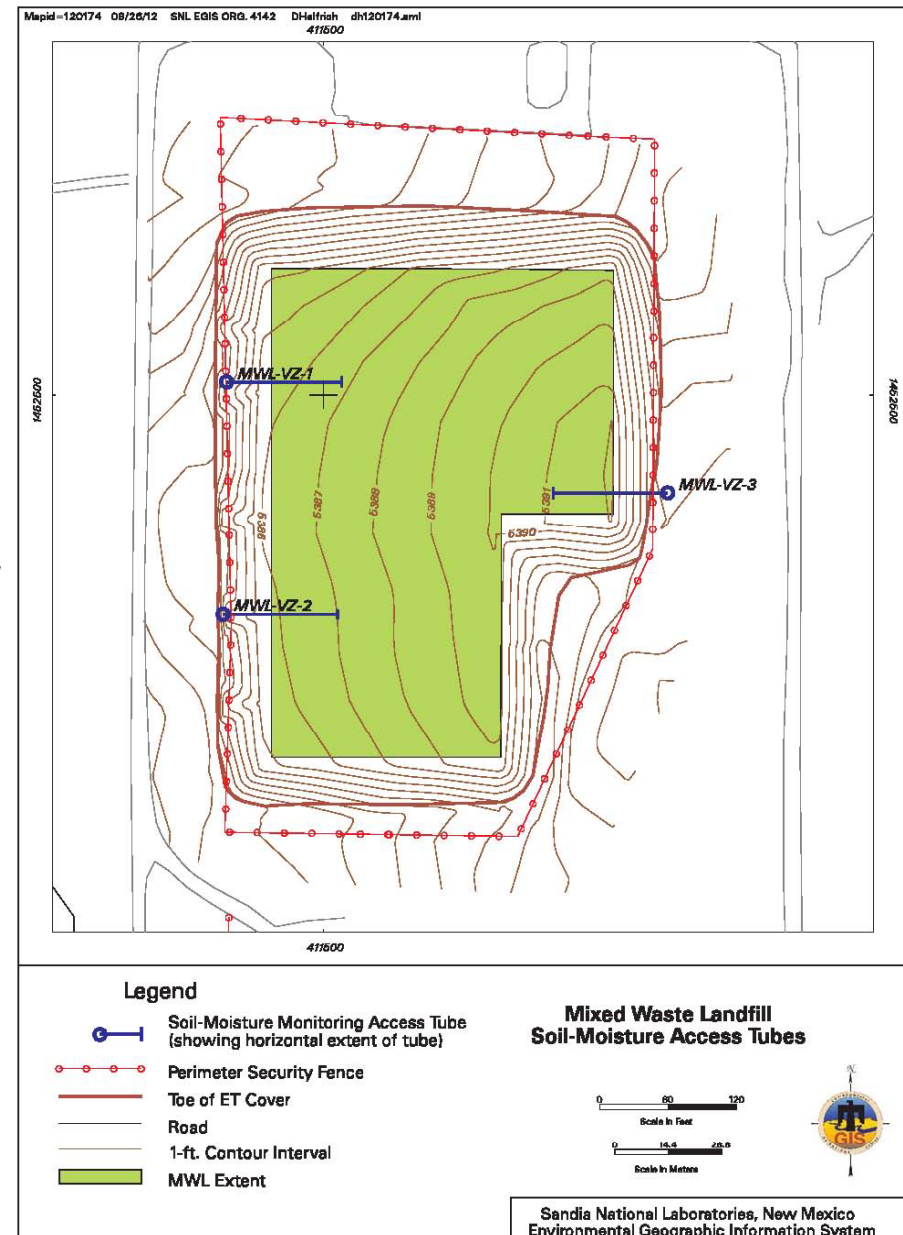 Mapid=120174 09/26/12 SNL EGIS ORG. 4142 DHelfrich dh120174.aml
411500
1452500
1452500
MWL-VZ-1
MWL-VZ-3
5391
5387
5388
5389
5386
5390
MWL-VZ-2
411500
Legend
Soil-Moisture Monitoring Access Tube
(showing horizontal extent of tube)
Perimeter Security Fence
Toe of ET Cover
Road
1-ft. Contour Interval
MWL Extent
Mixed Waste Landfill
Soil-Moisture Access Tubes
0 60 120
Scale in Feet
0 14.4 28.8
Scale in Meters
N
GIS
Sandia National Laboratories, New Mexico
Environmental Geographic Information System